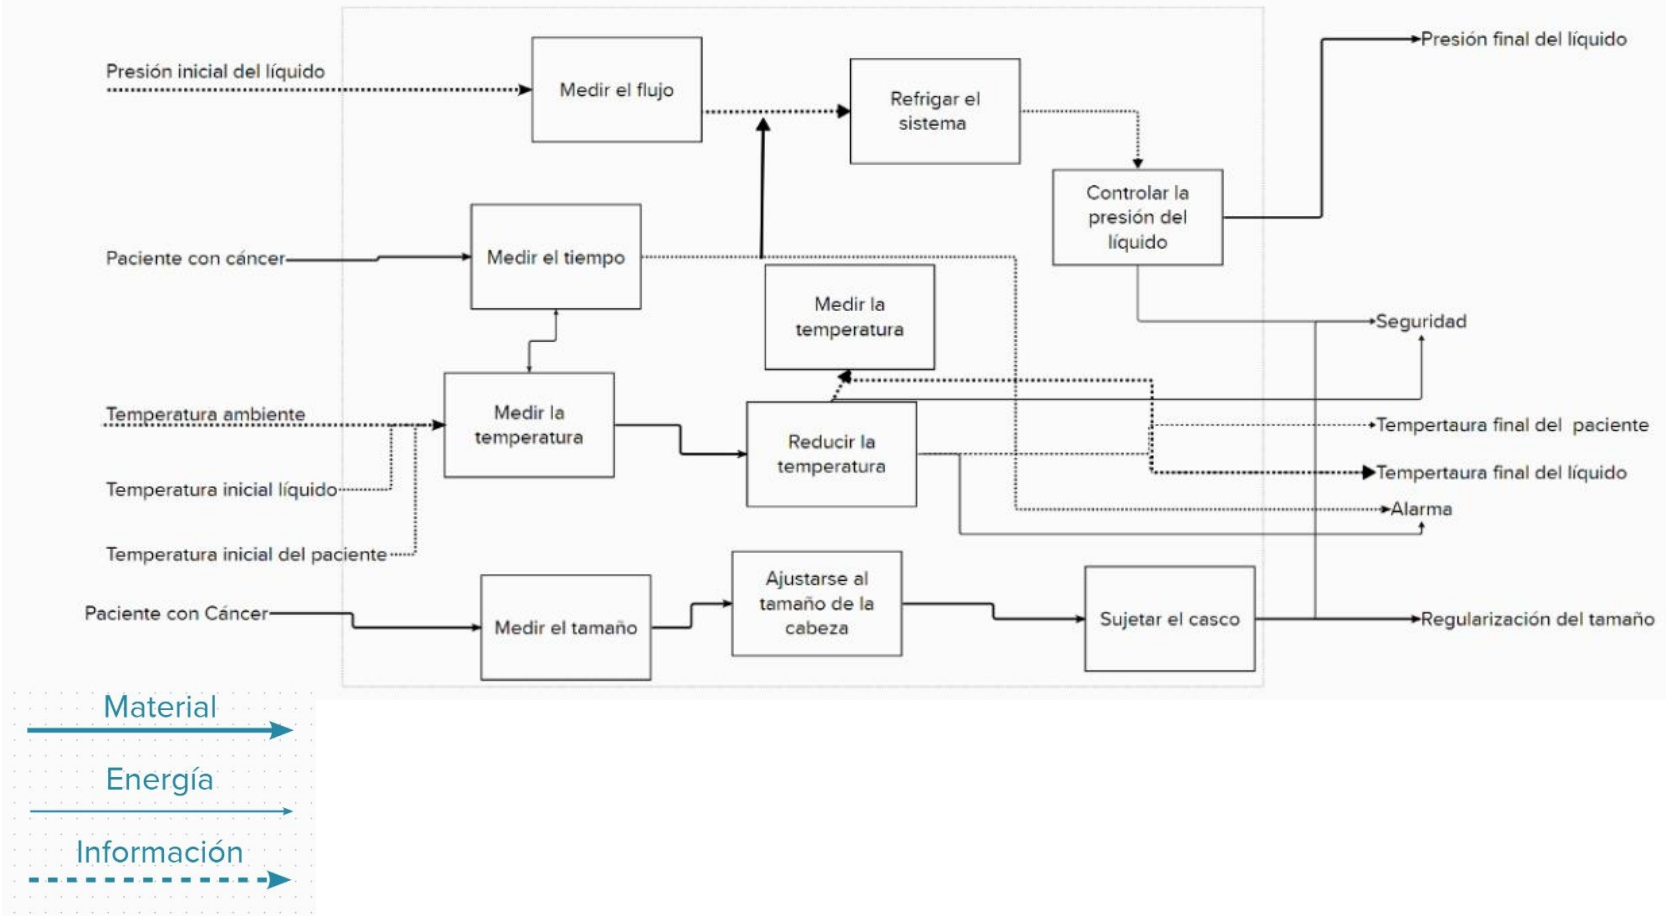 Presión inicial del líquido
Medir el flujo
Refrigar el
sistema
Presión final del líquido
Controlar la
presión del
líquido
Paciente con cáncer
Medir el tiempo
Medir la
temperatura
Seguridad
Temperatura ambiente
Medir la
temperatura
Reducir la
temperatura
Tempertaura final del paciente
Tempertaura final del líquido
Temperatura inicial líquido
Alarma
Temperatura inicial del paciente
Paciente con Cáncer
Medir el tamaño
Ajustarse al
tamaño de la
cabeza
Sujetar el casco
Regularización del tamaño
Material
Energía
Información